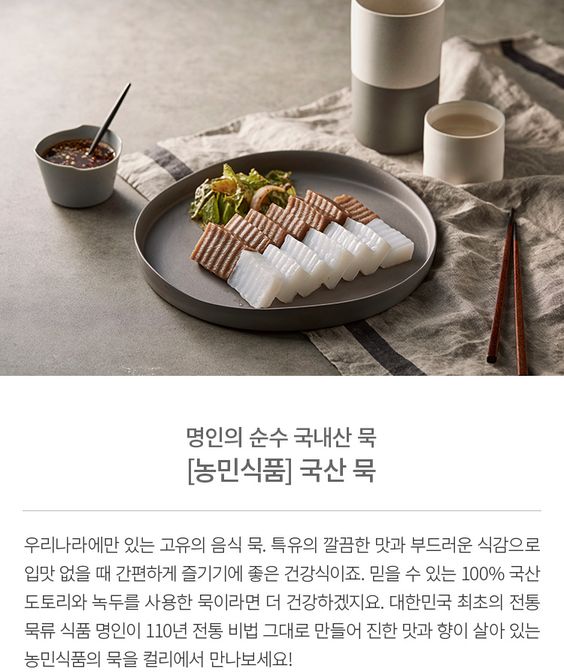 명인의 순수 국내산 묵
[농민식품] 국산 묵
우리나라에만 있는 고유의 음식 묵. 특유의 깔끔한 맛과 부드러운 식감으로
입맛 없을 때 간편하게 즐기기에 좋은 건강식이죠. 믿을 수 있는 100% 국산
도토리와 녹두를 사용한 묵이라면 더 건강하겠지요. 대한민국 최초의 전통
묵류 식품 명인이 110년 전통 비법 그대로 만들어 진한 맛과 향이 살아 있는
농민식품의 묵을 컬리에서 만나보세요!